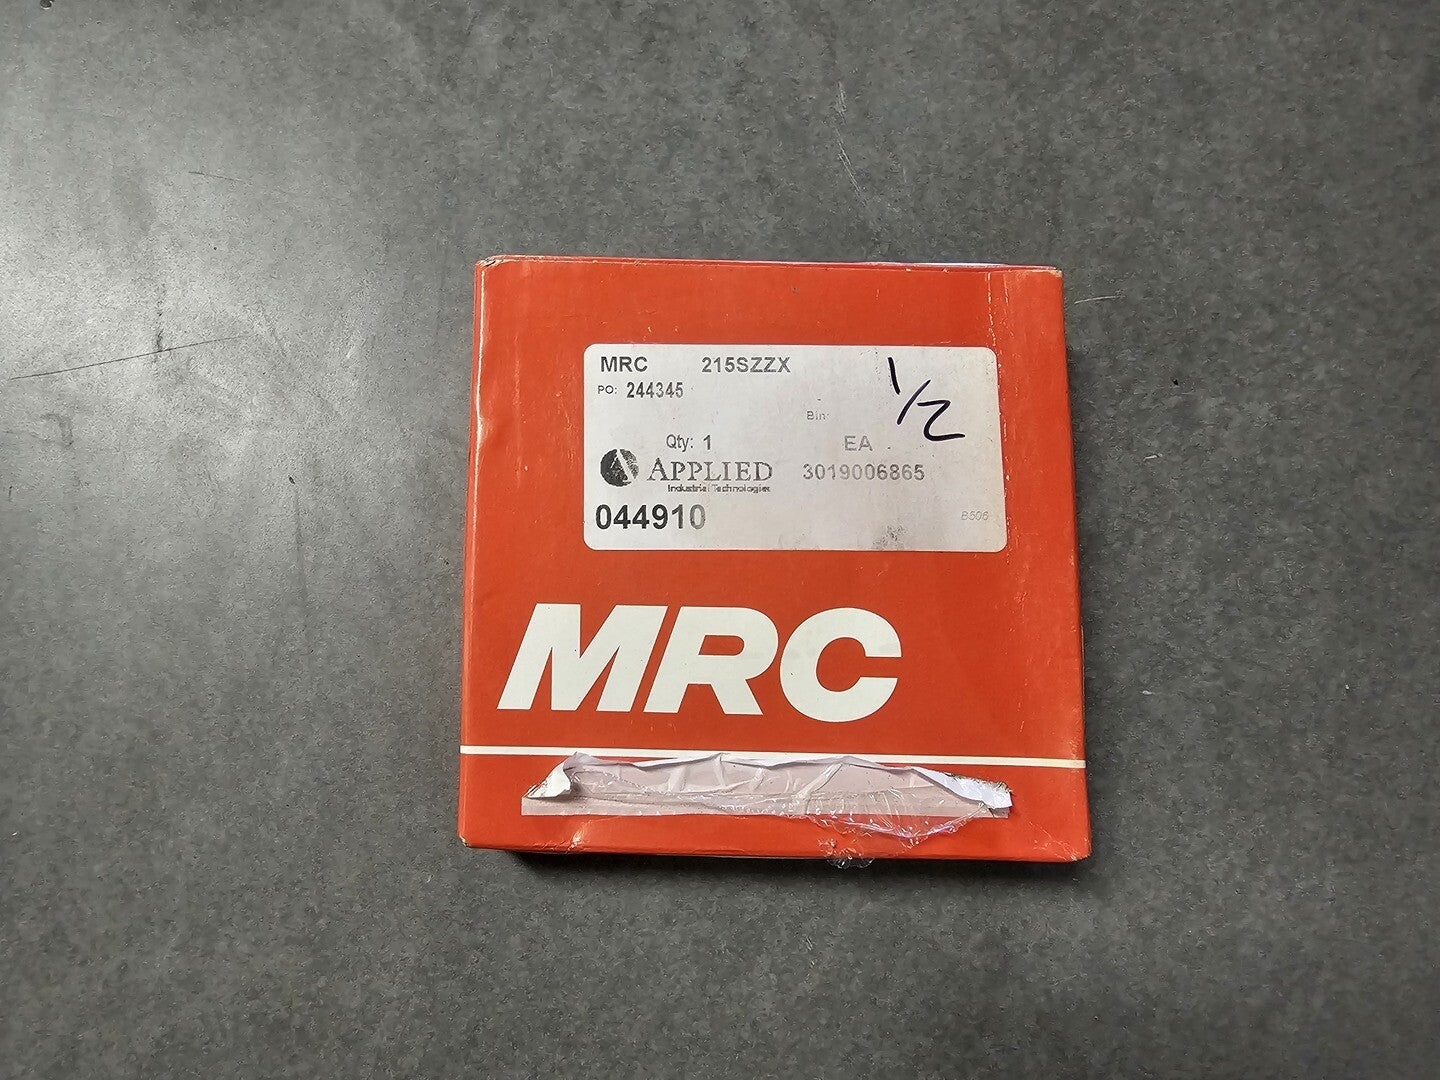 MRC 215SZZX
PO: 244345
1/2
Bin:
Qty: 1 EA
APPLIED 3019006865
Industrial Technologies
044910
B506
MRC